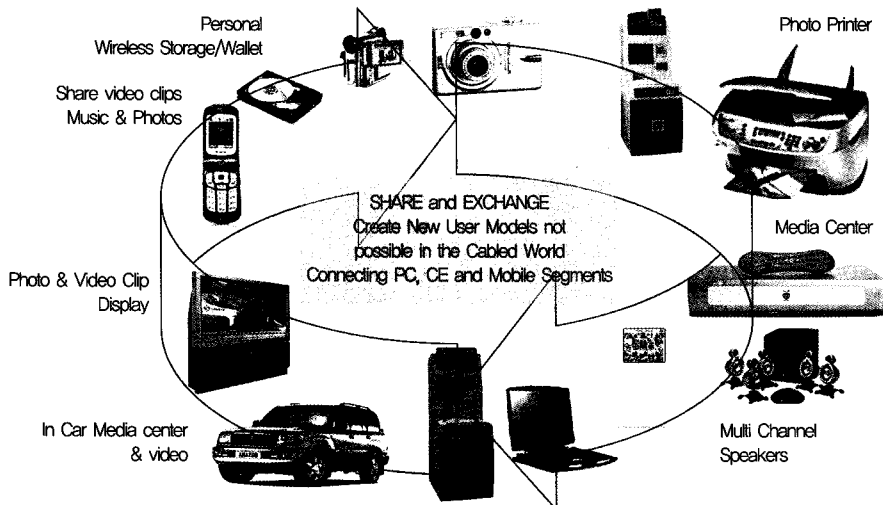 Personal
Wireless Storage/Wallet
Photo Printer
Share video clips
Music & Photos
SHARE and EXCHANGE
Create New User Models not
possible in the Cabled World
Connecting PC, CE and Mobile Segments
Media Center
Photo & Video Clip
Display
In Car Media center
& video
Multi Channel
Speakers